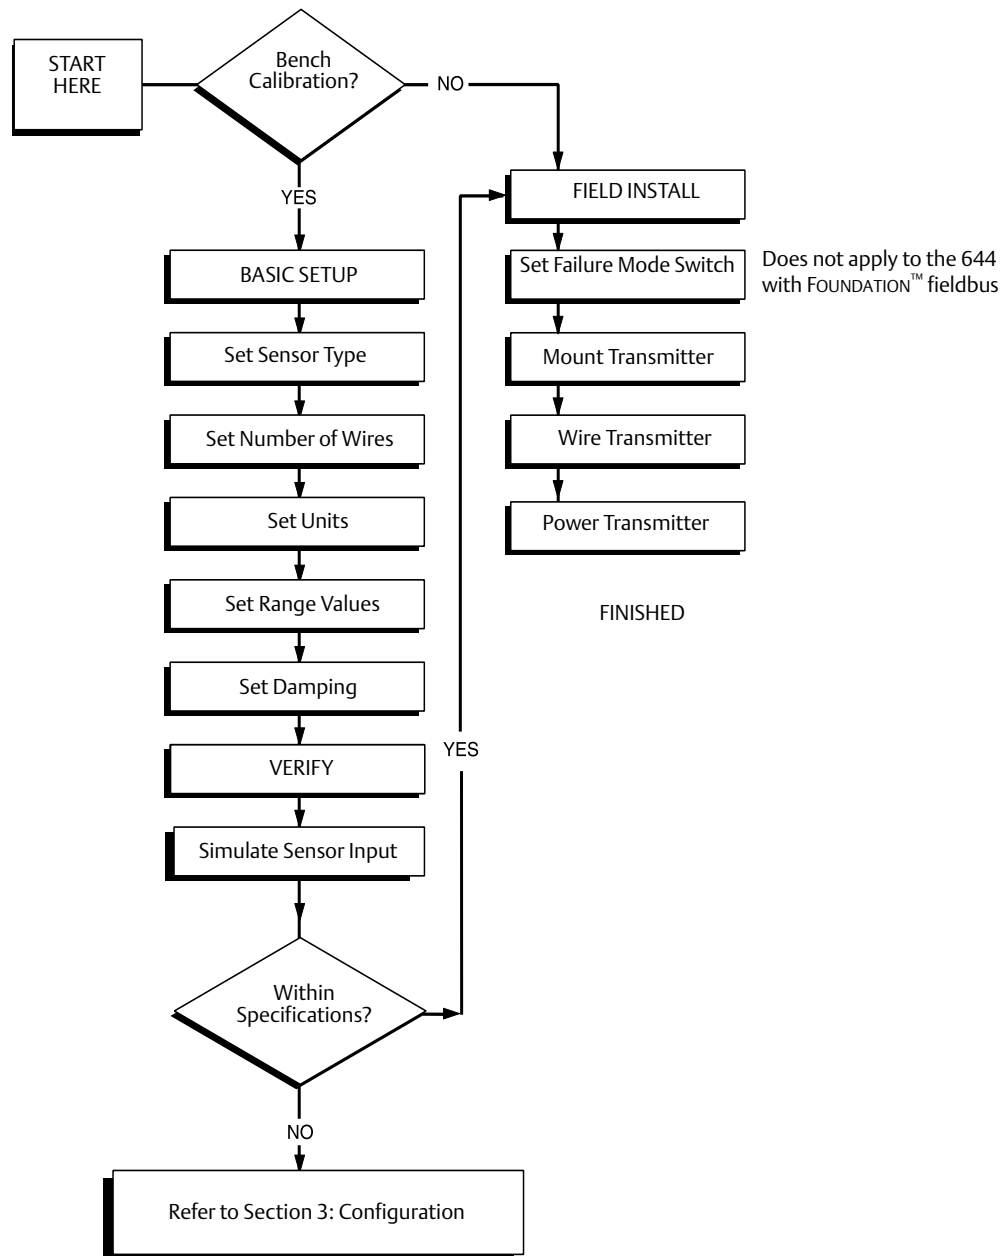 START
HERE
Bench
Calibration?
NO
YES
BASIC SETUP
Set Sensor Type
Set Number of Wires
Set Units
Set Range Values
Set Damping
VERIFY
Simulate Sensor Input
Within
Specifications?
YES
NO
Refer to Section 3: Configuration
FIELD INSTALL
Set Failure Mode Switch
Does not apply to the 644
with FOUNDATION™ fieldbus
Mount Transmitter
Wire Transmitter
Power Transmitter
FINISHED